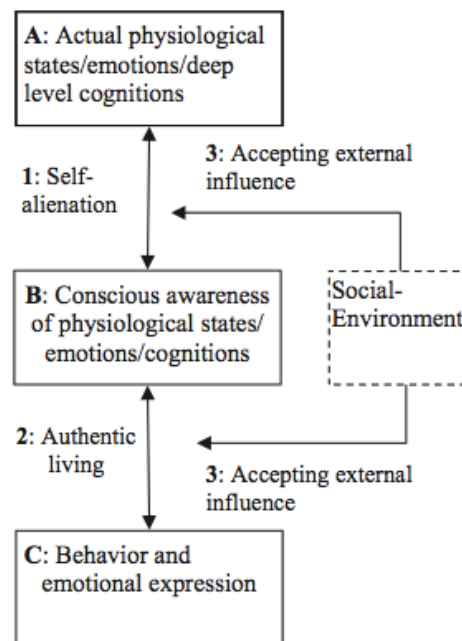 A: Actual physiological
states/emotions/deep
level cognitions
3: Accepting external
influence
1: Self-
alienation
B: Conscious awareness
of physiological states/
emotions/cognitions
Social-
Environment
2: Authentic
living
3: Accepting external
influence
C: Behavior and
emotional expression